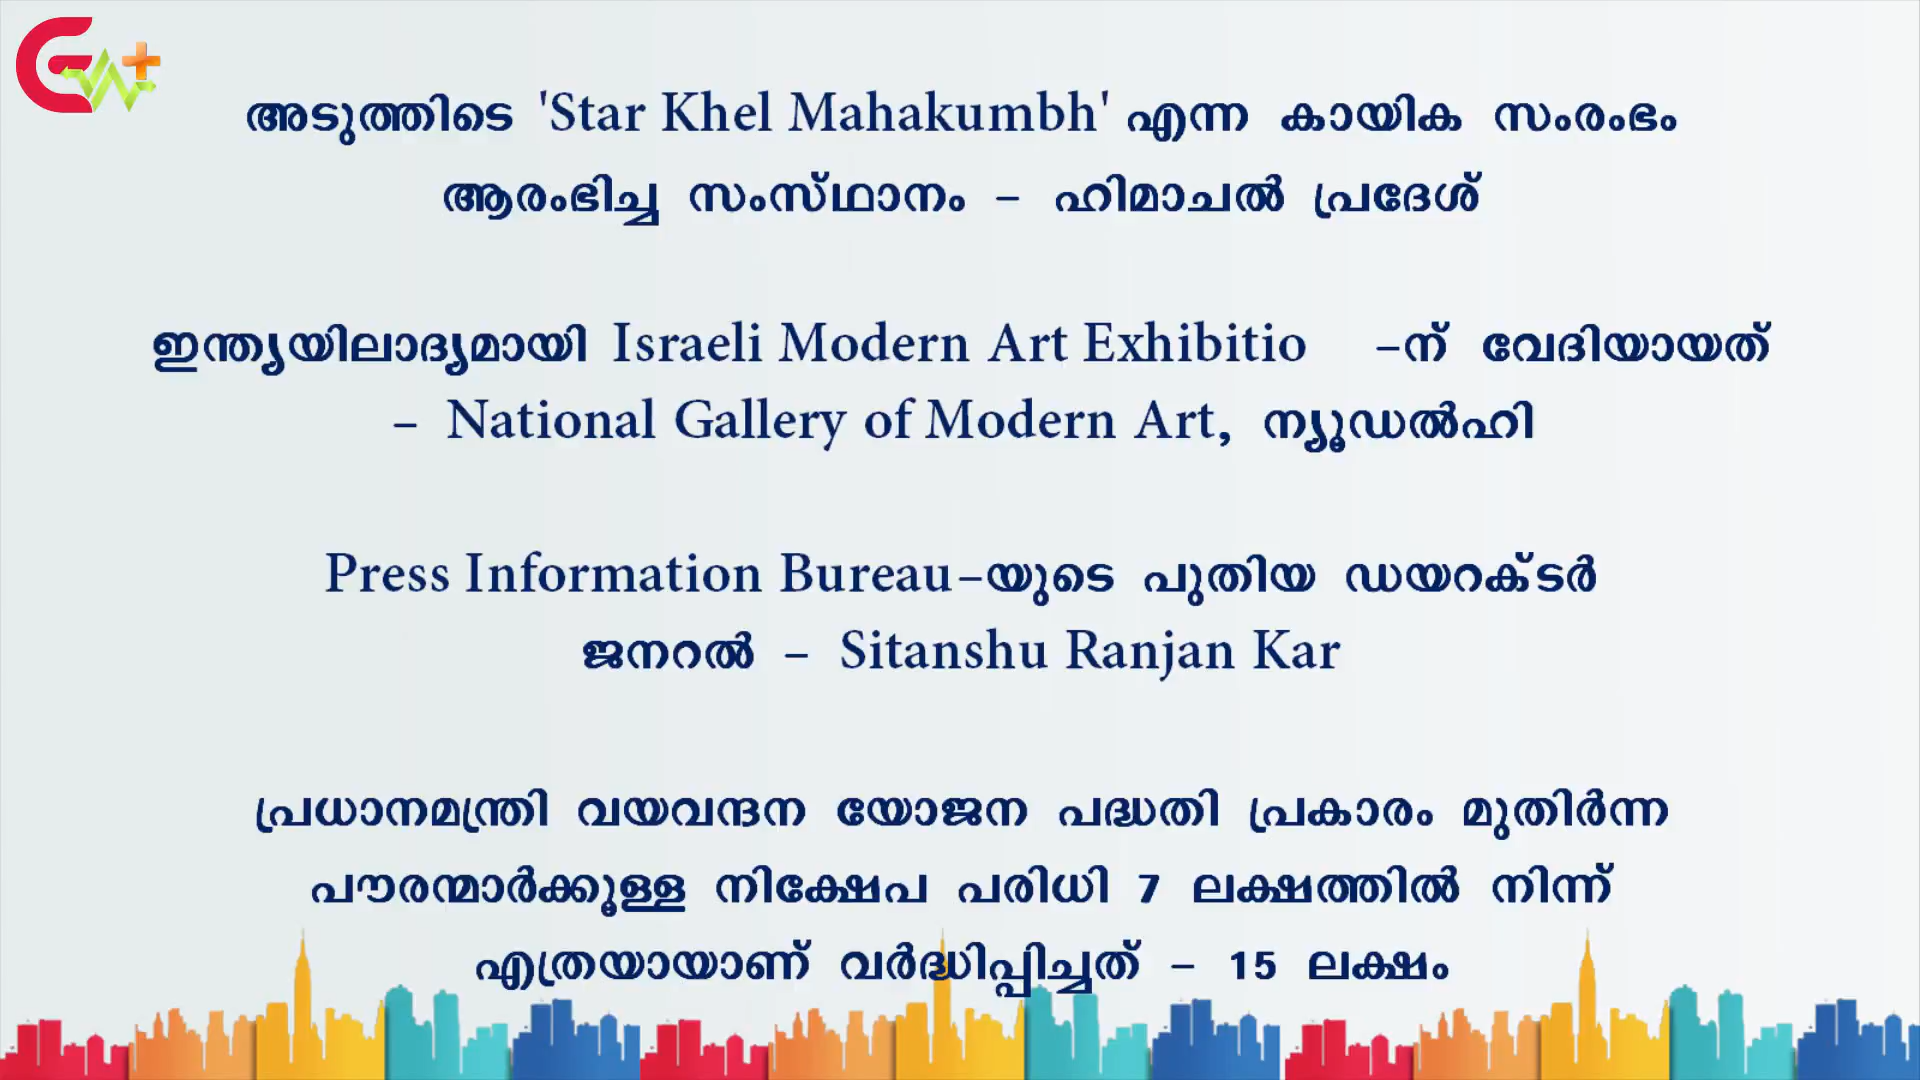 അടുത്തിടെ 'Star Khel Mahakumbh' എന്ന കായിക സംരംഭം
ആരംഭിച്ച സംസ്ഥാനം - ഹിമാചൽ പ്രദേശ്
ഇന്ത്യയിലാദ്യമായി Israeli Modern Art Exhibitio -ന് വേദിയായത്
- National Gallery of Modern Art, ന്യൂഡൽഹി
Press Information Bureau-യുടെ പുതിയ ഡയറക്ടർ
ജനറൽ - Sitanshu Ranjan Kar
പ്രധാനമന്ത്രി വയവന്ദന യോജന പദ്ധതി പ്രകാരം മുതിർന്ന
പൗരന്മാർക്കൂള്ള നിക്ഷേപ പരിധി 7 ലക്ഷത്തിൽ നിന്ന്
എത്രയായാണ് വർദ്ധിപ്പിച്ചത് - 15 ലക്ഷം